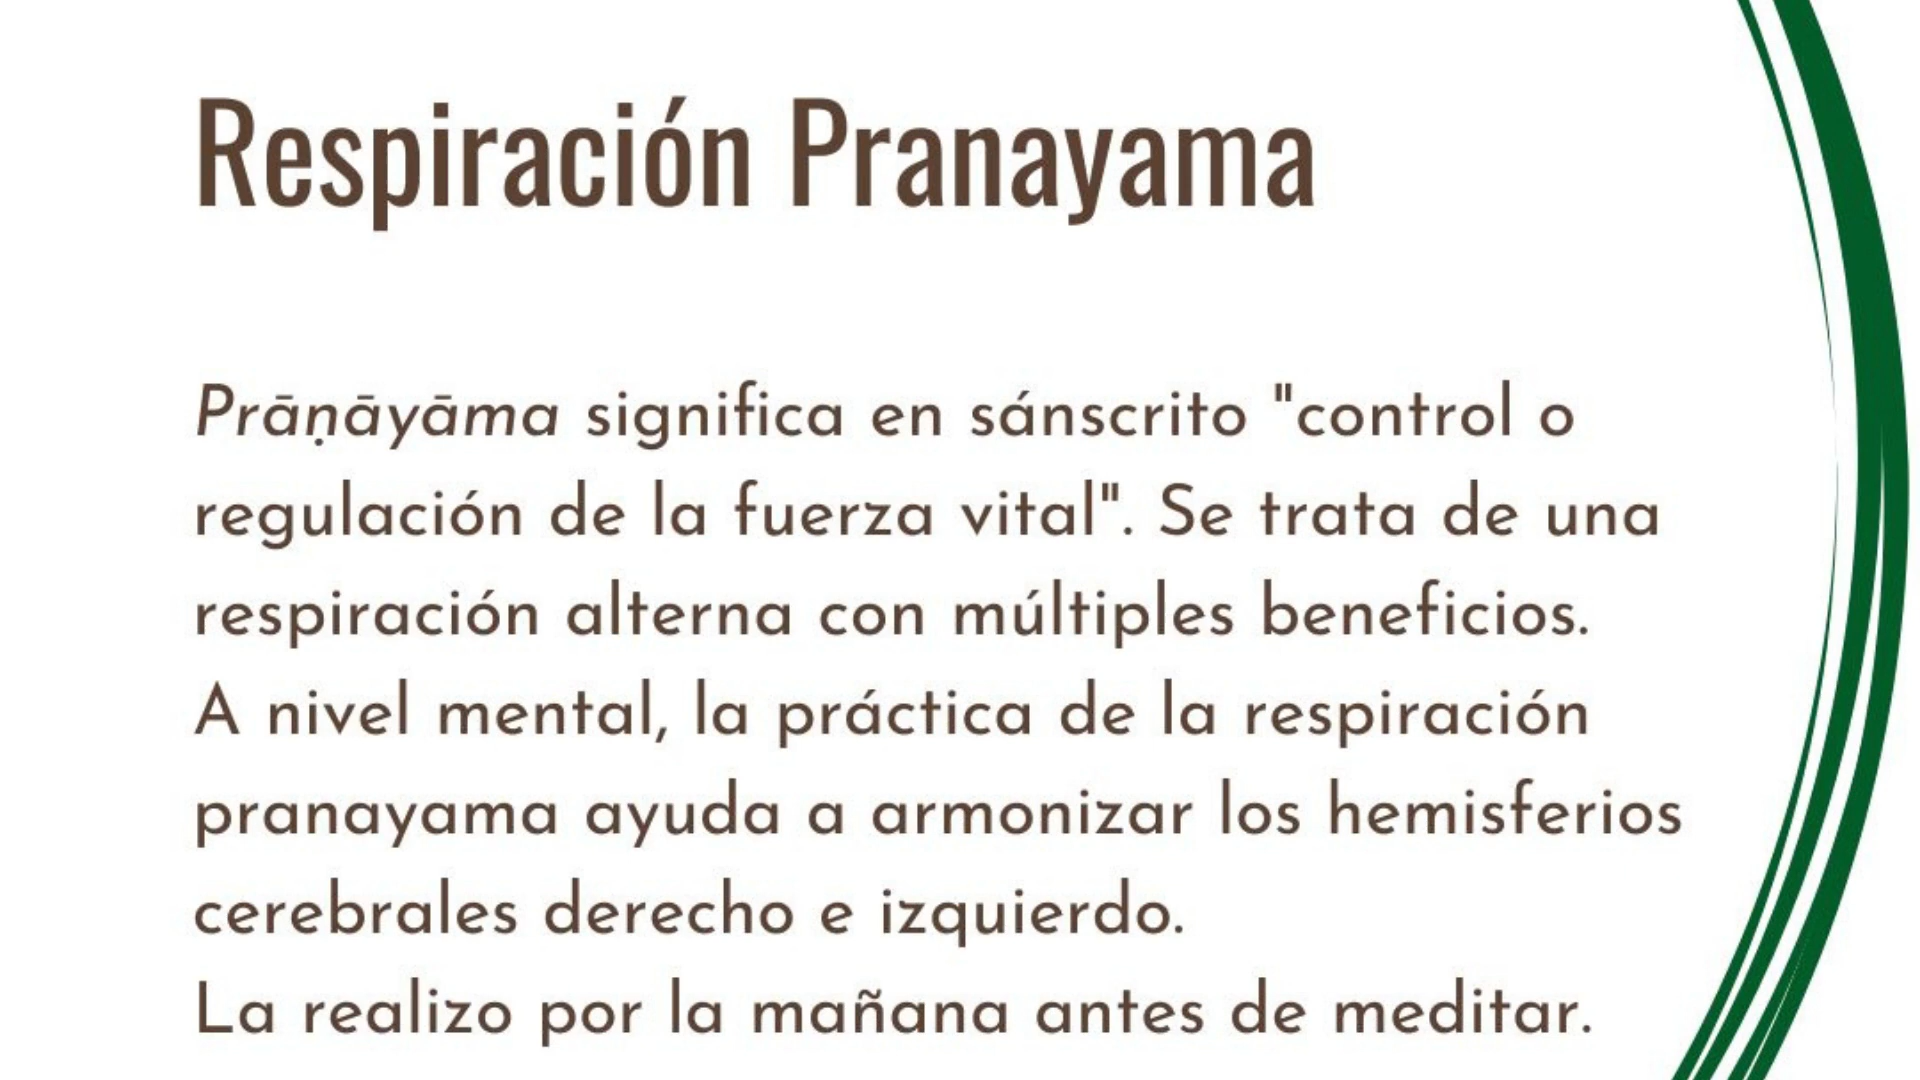 Respiración Pranayama
Prāṇāyāma significa en sánscrito "control o
regulación de la fuerza vital". Se trata de una
respiración alterna con múltiples beneficios.
A nivel mental, la práctica de la respiración
pranayama ayuda a armonizar los hemisferios
cerebrales derecho e izquierdo.
La realizo por la mañana antes de meditar.